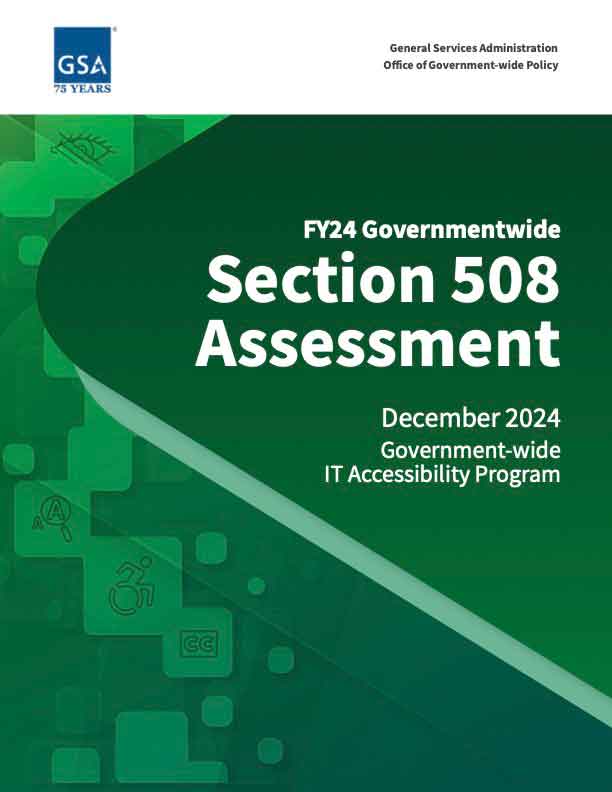 GSA
75 YEARS
General Services Administration
Office of Government-wide Policy
FY24 Governmentwide
Section 508
Assessment
December 2024
Government-wide
IT Accessibility Program
A A
CC